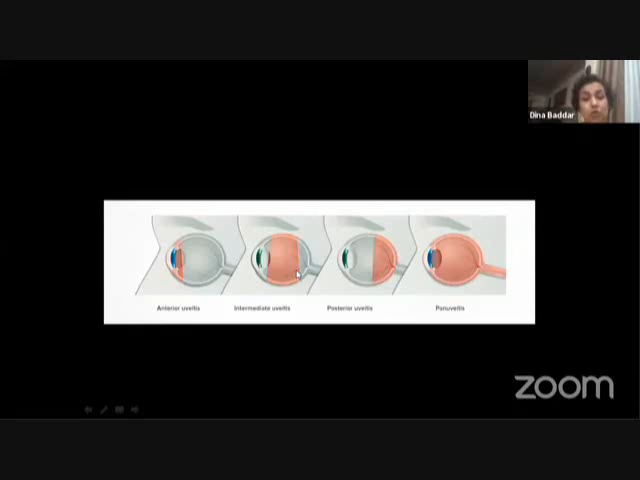 Dina Baddar
Anterior uveitis Intermediate uveitis Posterior uveitis Panuveitis
zoom